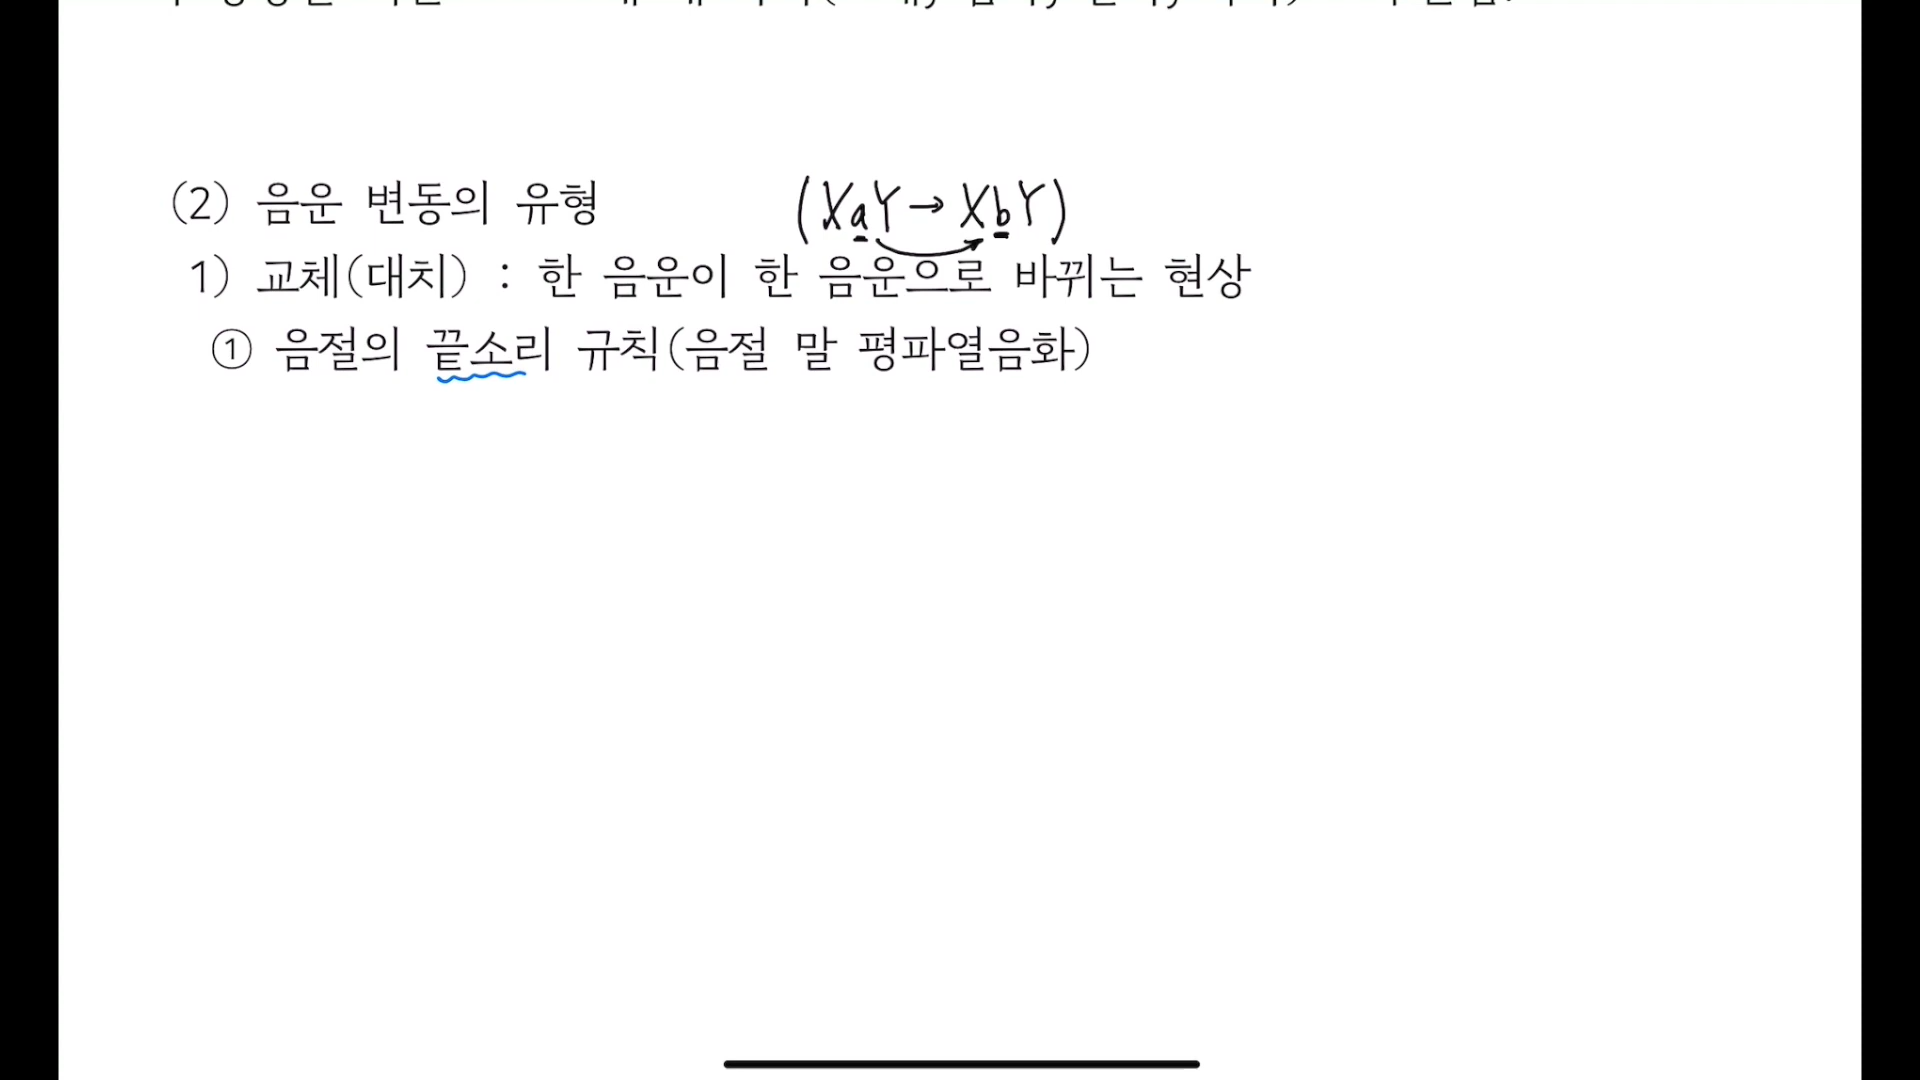 (2) 음운 변동의 유형 (XaY → XbY)
1) 교체(대치) : 한 음운이 한 음운으로 바뀌는 현상
① 음절의 끝소리 규칙(음절 말 평파열음화)